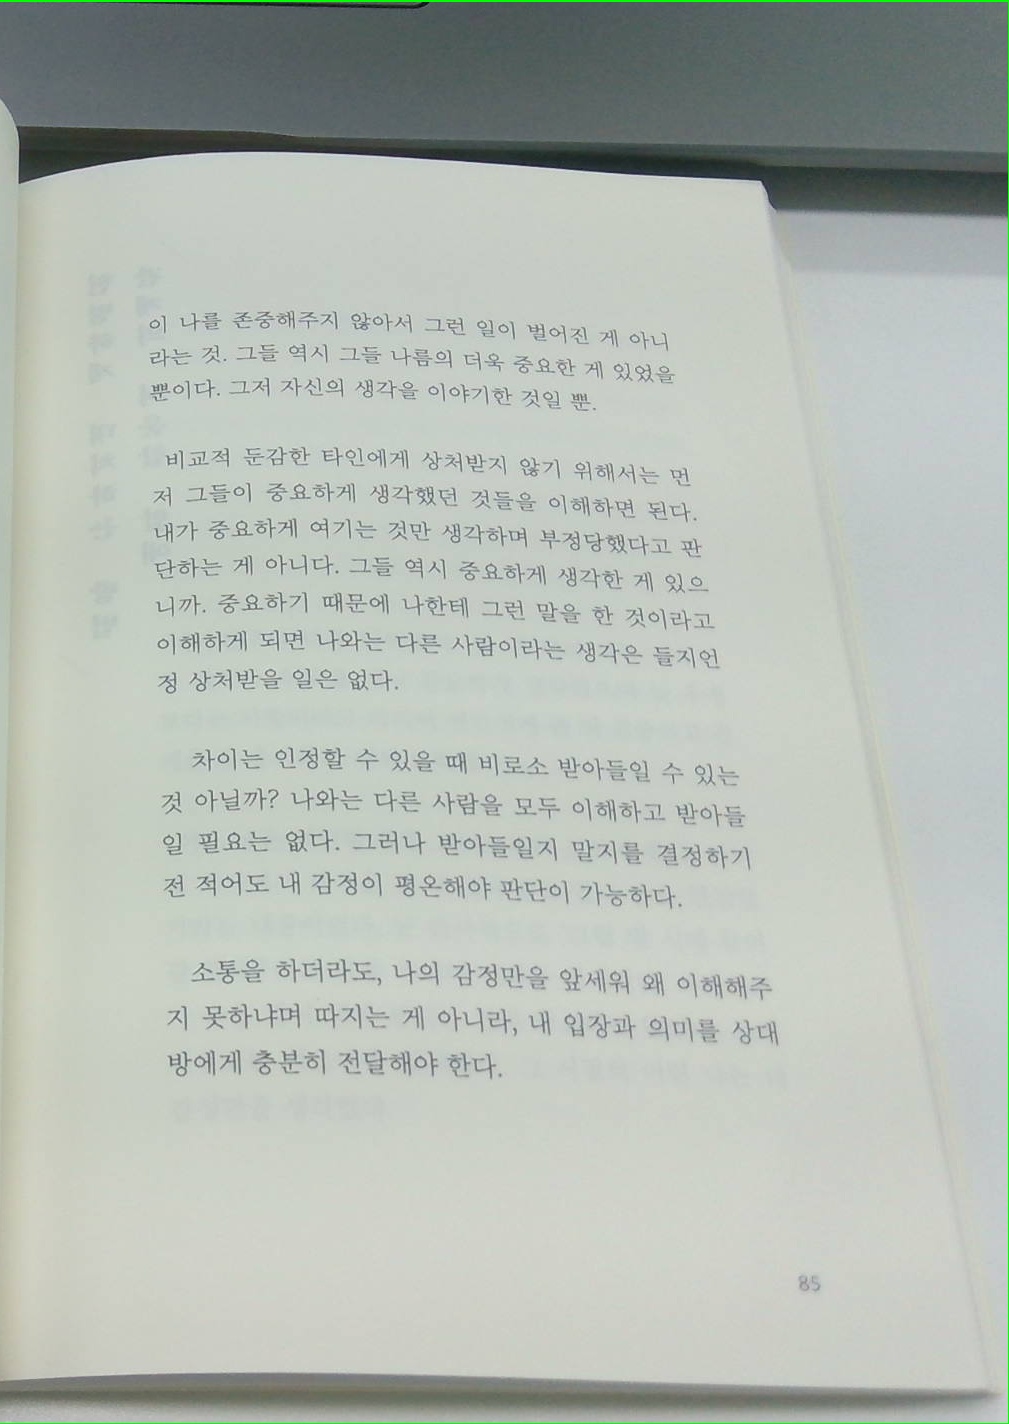 이 나를 존중해주지 않아서 그런 일이 벌어진 게 아니
라는 것. 그들 역시 그들 나름의 더욱 중요한 게 있었을
뿐이다. 그저 자신의 생각을 이야기한 것일 뿐.
비교적 둔감한 타인에게 상처받지 않기 위해서는 먼
저 그들이 중요하게 생각했던 것들을 이해하면 된다.
내가 중요하게 여기는 것만 생각하며 부정당했다고 판
단하는 게 아니다. 그들 역시 중요하게 생각한 게 있으
니까. 중요하기 때문에 나한테 그런 말을 한 것이라고
이해하게 되면 나와는 다른 사람이라는 생각은 들지언
정 상처받을 일은 없다.
차이는 인정할 수 있을 때 비로소 받아들일 수 있는
것 아닐까? 나와는 다른 사람을 모두 이해하고 받아들
일 필요는 없다. 그러나 받아들일지 말지를 결정하기
전 적어도 내 감정이 평온해야 판단이 가능하다.
소통을 하더라도, 나의 감정만을 앞세워 왜 이해해주
지 못하냐며 따지는 게 아니라, 내 입장과 의미를 상대
방에게 충분히 전달해야 한다.
85